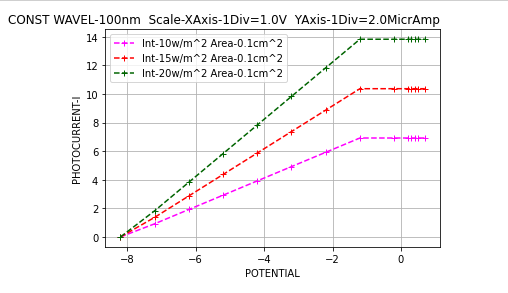 CONST WAVEL-100nm  Scale-XAxis-1Div=1.0V  YAxis-1Div=2.0MicrAmp
14
12
10
8
6
4
2
0
PHOTOCURRENT-I
Int-10w/m^2 Area-0.1cm^2
Int-15w/m^2 Area-0.1cm^2
Int-20w/m^2 Area-0.1cm^2
−8 −6 −4 −2 0
POTENTIAL